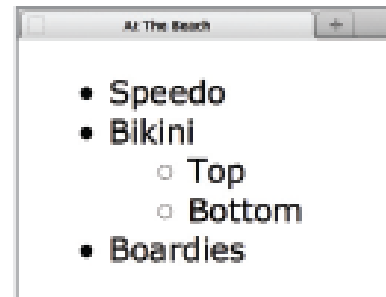 At The Beach
Speedo
Bikini
Top
Bottom
Boardies